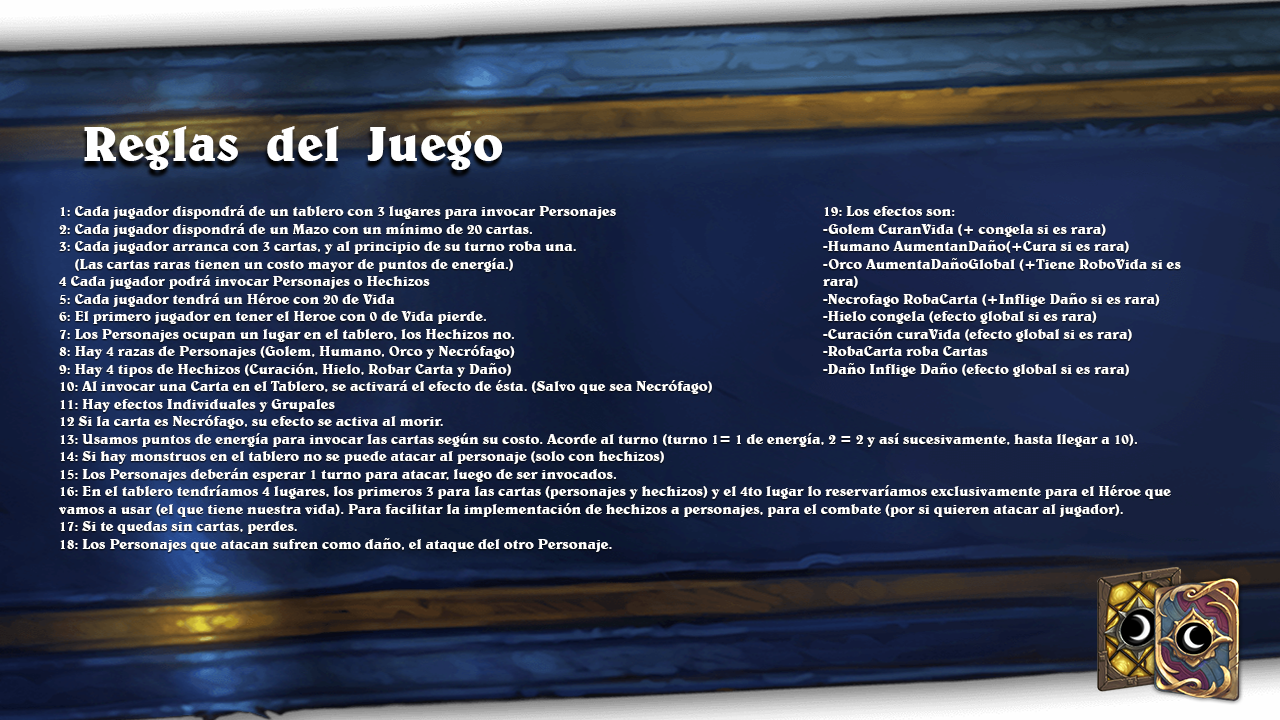 Reglas del Juego
1: Cada jugador dispondrá de un tablero con 3 lugares para invocar Personajes
2: Cada jugador dispondrá de un Mazo con un mínimo de 20 cartas.
3: Cada jugador arranca con 3 cartas, y al principio de su turno roba una.
(Las cartas raras tienen un costo mayor de puntos de energía.)
4 Cada jugador podrá invocar Personajes o Hechizos
5: Cada jugador tendrá un Héroe con 20 de Vida
6: El primero jugador en tener el Heroe con 0 de Vida pierde.
7: Los Personajes ocupan un lugar en el tablero, los Hechizos no.
8: Hay 4 razas de Personajes (Golem, Humano, Orco y Necrófago)
9: Hay 4 tipos de Hechizos (Curación, Hielo, Robar Carta y Daño)
10: Al invocar una Carta en el Tablero, se activará el efecto de ésta. (Salvo que sea Necrófago)
11: Hay efectos Individuales y Grupales
12 Si la carta es Necrófago, su efecto se activa al morir.
13: Usamos puntos de energía para invocar las cartas según su costo. Acorde al turno (turno 1= 1 de energía, 2 = 2 y así sucesivamente, hasta llegar a 10).
14: Si hay monstruos en el tablero no se puede atacar al personaje (solo con hechizos)
15: Los Personajes deberán esperar 1 turno para atacar, luego de ser invocados.
16: En el tablero tendríamos 4 lugares, los primeros 3 para las cartas (personajes y hechizos) y el 4to lugar lo reservaríamos exclusivamente para el Héroe que
vamos a usar (el que tiene nuestra vida). Para facilitar la implementación de hechizos a personajes, para el combate (por si quieren atacar al jugador).
17: Si te quedas sin cartas, perdes.
18: Los Personajes que atacan sufren como daño, el ataque del otro Personaje.
19: Los efectos son:
-Golem CuranVida (+ congela si es rara)
-Humano AumentanDaño(+Cura si es rara)
-Orco AumentaDañoGlobal (+Tiene RoboVida si es
rara)
-Necrofago RobaCarta (+Inflige Daño si es rara)
-Hielo congela (efecto global si es rara)
-Curación curaVida (efecto global si es rara)
-RobaCarta roba Cartas
-Daño Inflige Daño (efecto global si es rara)